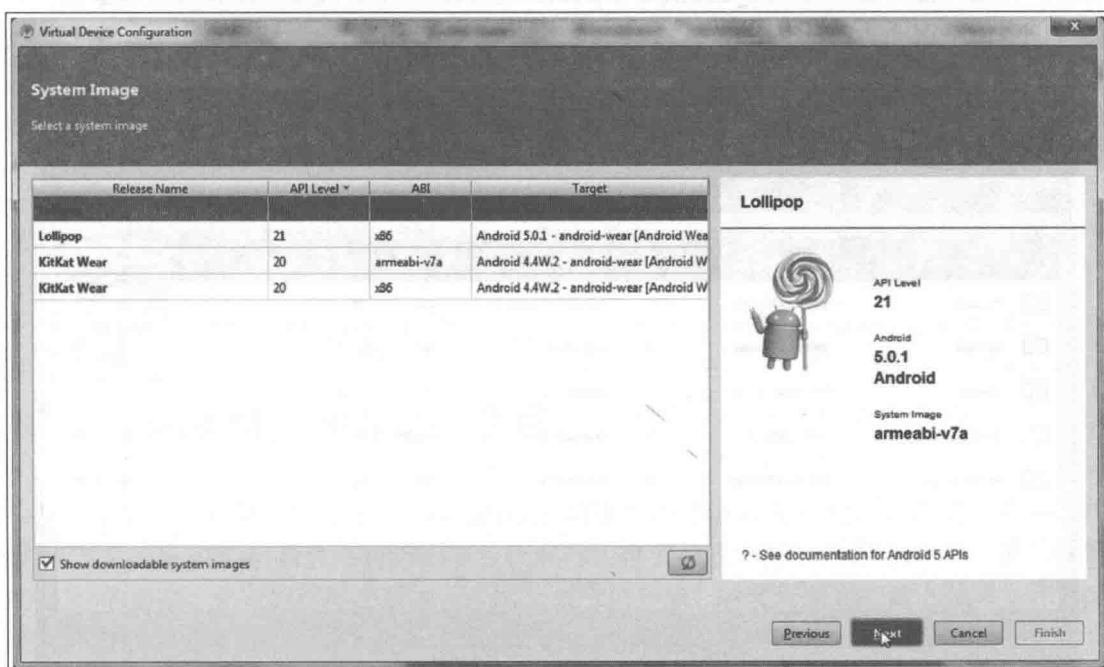 Virtual Device Configuration
X
System Image
Select a system image
Release Name API Level ABI Target
Lollipop 21 x86 Android 5.0.1 - android-wear [Android Wea
KitKat Wear 20 armeabi-v7a Android 4.4W.2 - android-wear [Android W
KitKat Wear 20 x86 Android 4.4W.2 - android-wear [Android W
Show downloadable system images
Lollipop
API Level
21
Android
5.0.1
Android
System Image
armeabi-v7a
? - See documentation for Android 5 APIs
Previous Next Cancel Finish